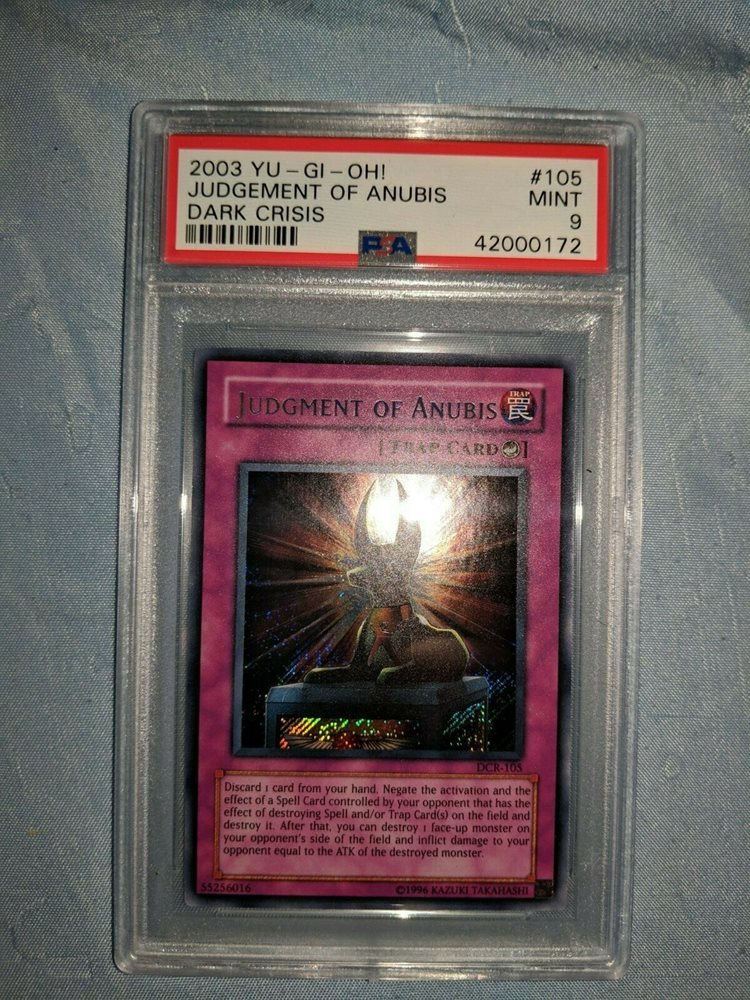 2003 YU-GI-OH! #105
JUDGEMENT OF ANUBIS MINT
DARK CRISIS 9
PSA 42000172
JUDGMENT OF ANUBIS
TRAP
罠
[TRAP CARD]
DCR-105
Discard 1 card from your hand. Negate the activation and the
effect of a Spell Card controlled by your opponent that has the
effect of destroying Spell and/or Trap Card(s) on the field and
destroy it. After that, you can destroy 1 face-up monster on
your opponent's side of the field and inflict damage to your
opponent equal to the ATK of the destroyed monster.
55256016 ©1996 KAZUKI TAKAHASHI